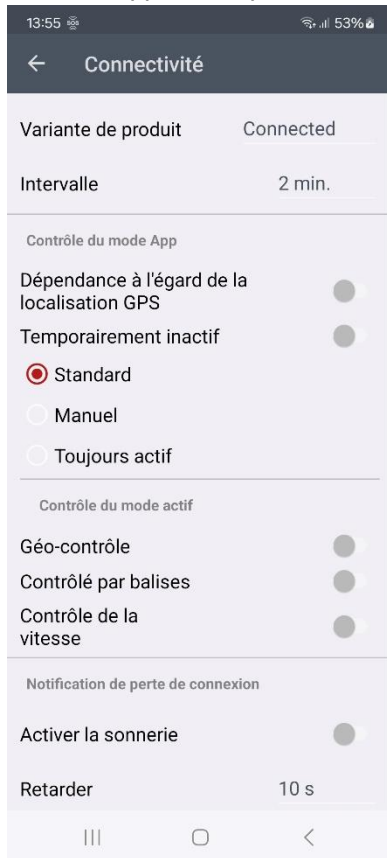 13:55 53%
Connectivité
Variante de produit Connected
Intervalle 2 min.
Contrôle du mode App
Dépendance à l'égard de la
localisation GPS
Temporairement inactif
Standard
Manuel
Toujours actif
Contrôle du mode actif
Géo-contrôle
Contrôlé par balises
Contrôle de la
vitesse
Notification de perte de connexion
Activer la sonnerie
Retarder 10 s